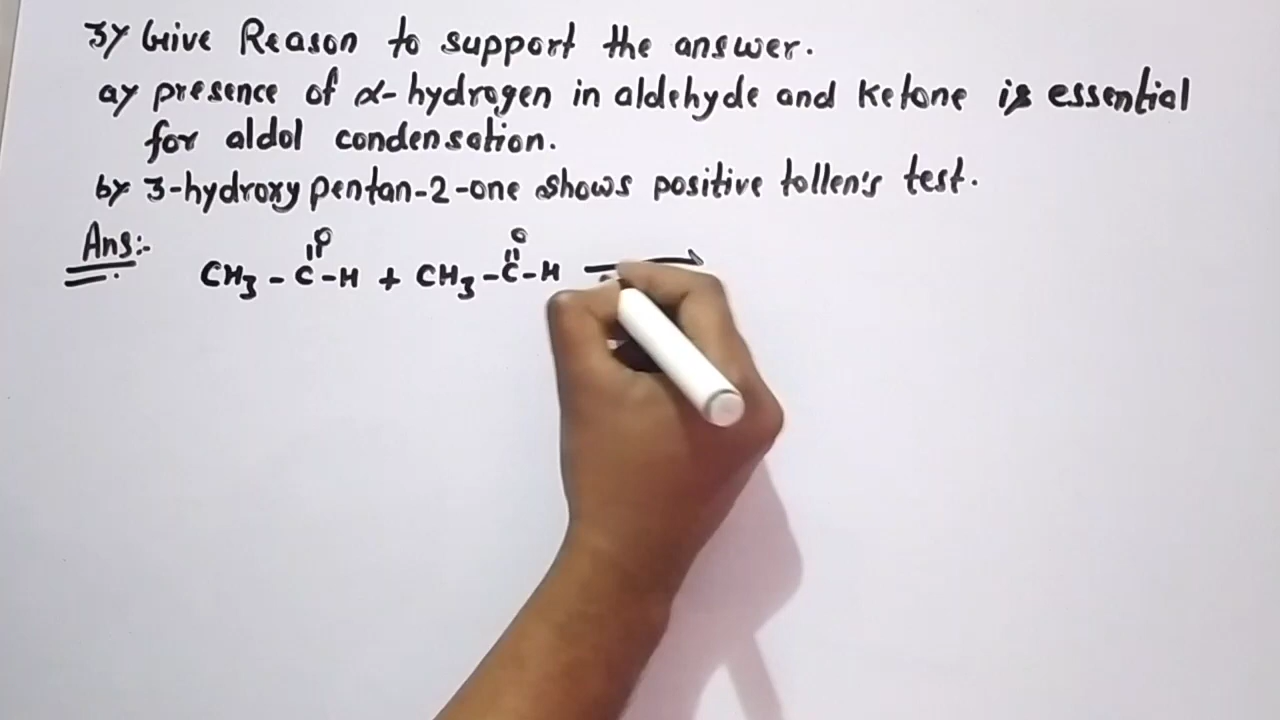 3) Give Reason to support the answer.
a) presence of α-hydrogen in aldehyde and ketone is essential
for aldol condensation.
b) 3-hydroxy pentan-2-one shows positive tollen's test.
Ans:-
O O
CH3 - C - H + CH3 - C - H →